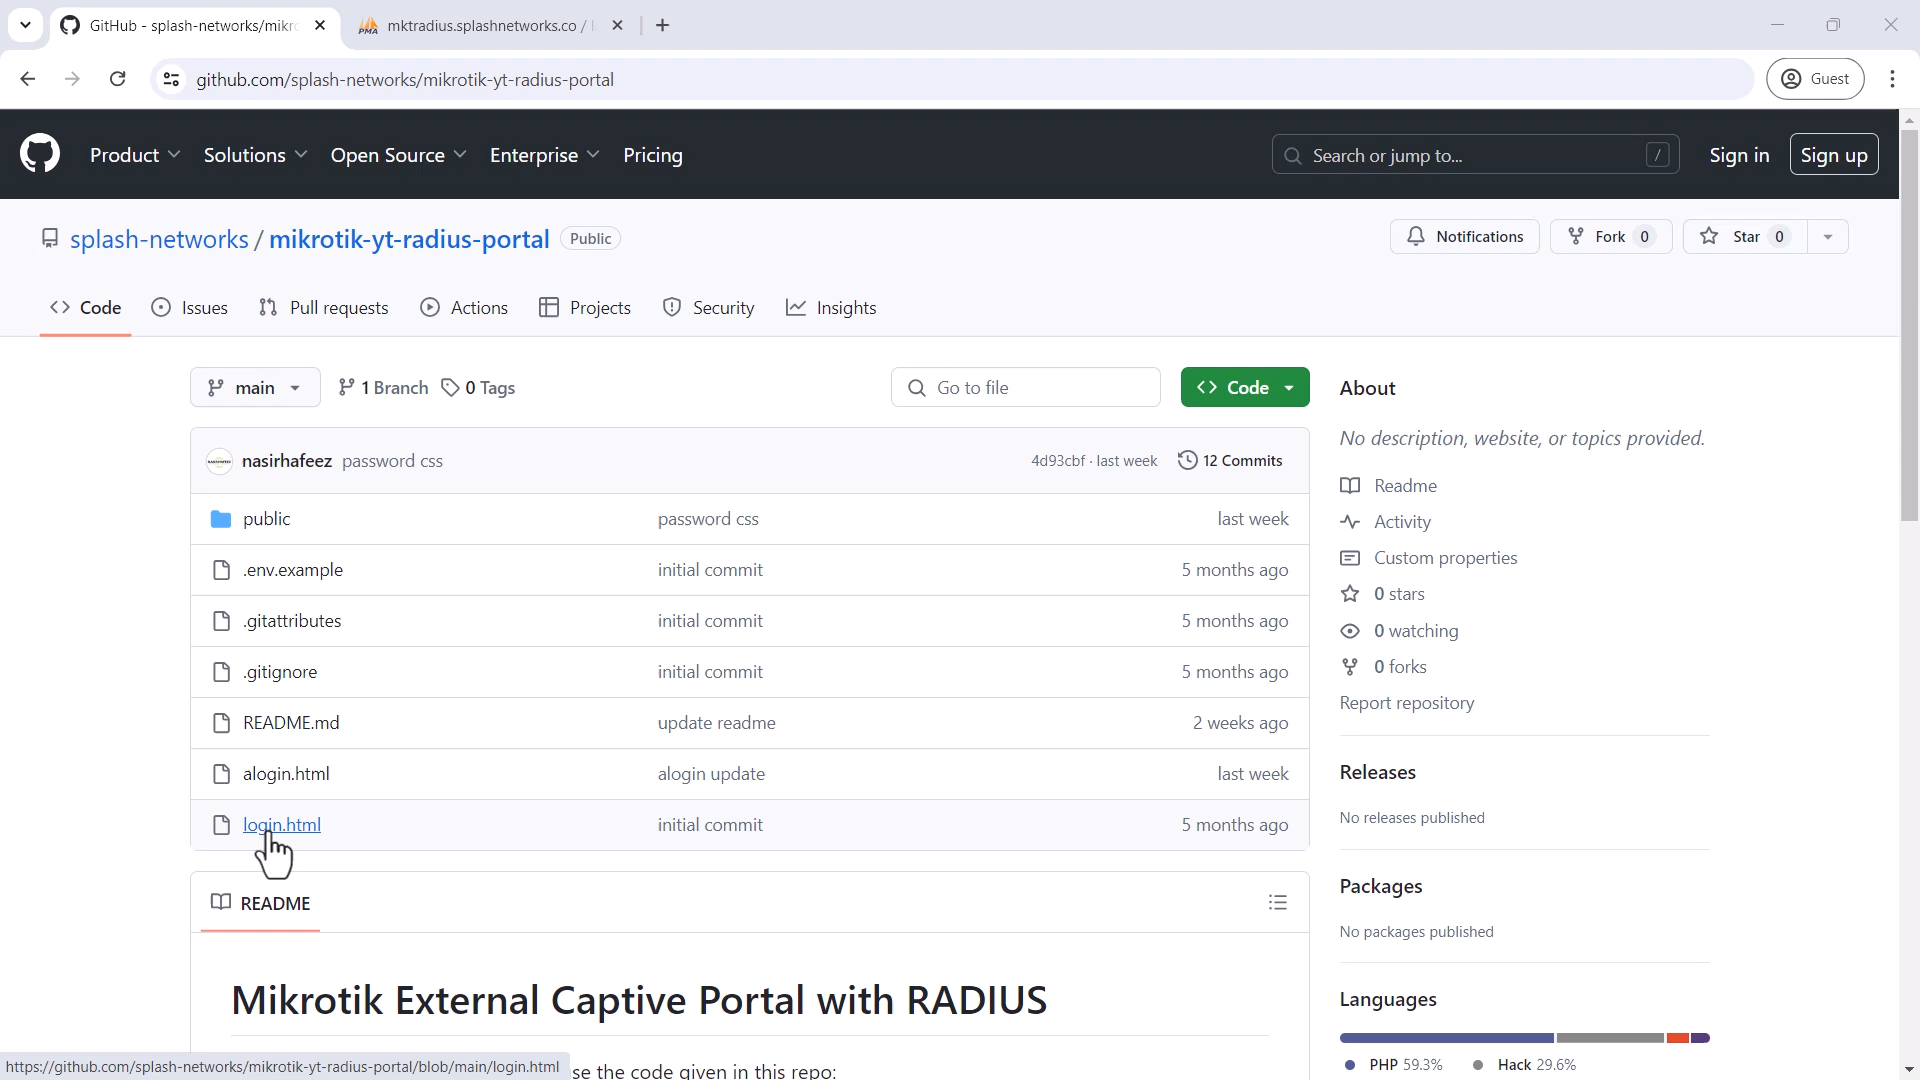 GitHub - splash-networks/mikr
mktradius.splashnetworks.co /
github.com/splash-networks/mikrotik-yt-radius-portal
Guest
Product
Solutions
Open Source
Enterprise
Pricing
Search or jump to...
/
Sign in
Sign up
splash-networks / mikrotik-yt-radius-portal
Public
Notifications
Fork 0
Star 0
Code
Issues
Pull requests
Actions
Projects
Security
Insights
main
1 Branch
0 Tags
Go to file
Code
nasirhafeez password css 4d93cbf · last week 12 Commits
public password css last week
.env.example initial commit 5 months ago
.gitattributes initial commit 5 months ago
.gitignore initial commit 5 months ago
README.md update readme 2 weeks ago
alogin.html alogin update last week
login.html initial commit 5 months ago
README
Mikrotik External Captive Portal with RADIUS
se the code given in this repo:
https://github.com/splash-networks/mikrotik-yt-radius-portal/blob/main/login.html
About
No description, website, or topics provided.
Readme
Activity
Custom properties
0 stars
0 watching
0 forks
Report repository
Releases
No releases published
Packages
No packages published
Languages
PHP 59.3%
Hack 29.6%